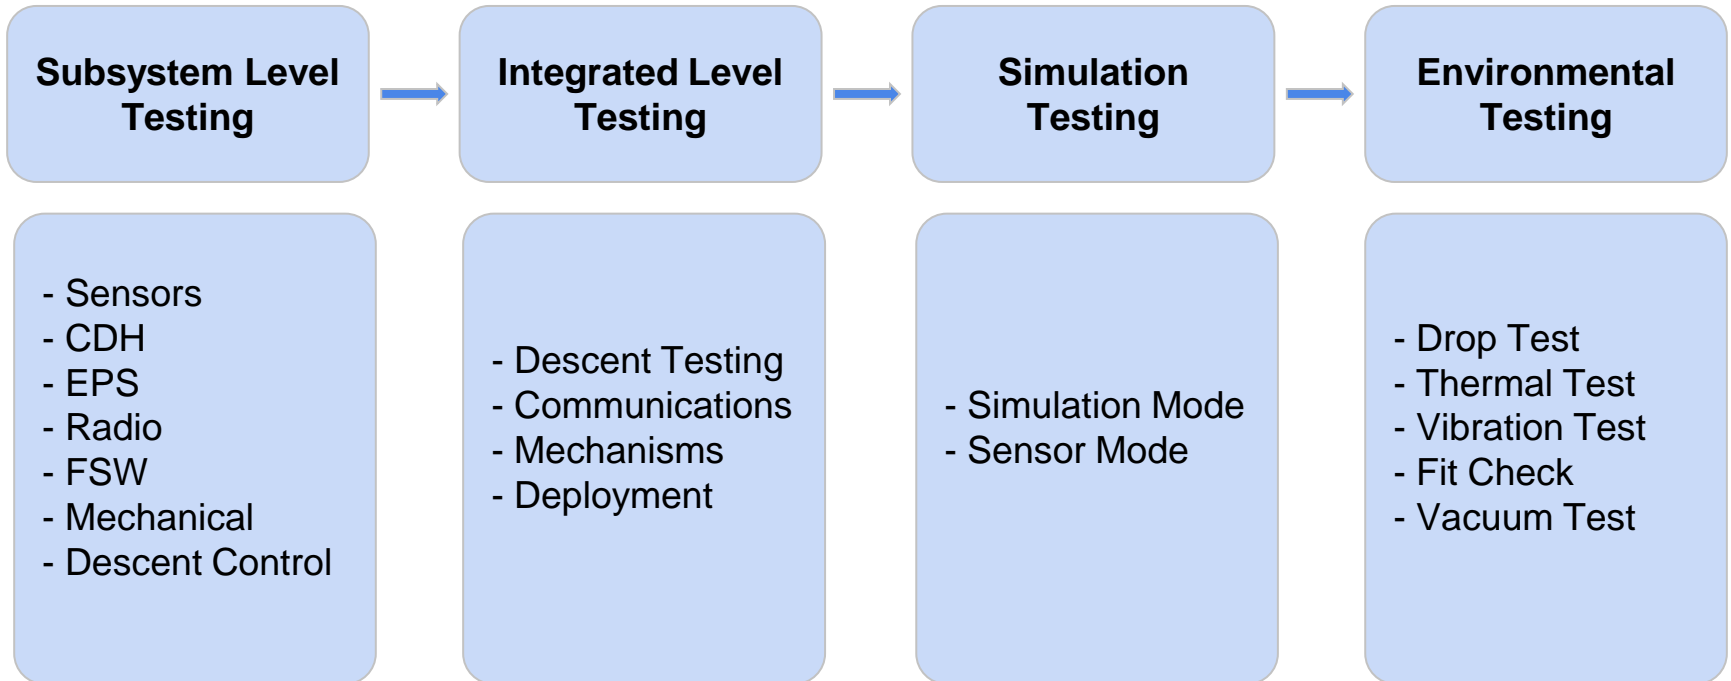 Subsystem Level
Testing
Integrated Level
Testing
Simulation
Testing
Environmental
Testing
- Sensors
- CDH
- EPS
- Radio
- FSW
- Mechanical
- Descent Control
- Descent Testing
- Communications
- Mechanisms
- Deployment
- Simulation Mode
- Sensor Mode
- Drop Test
- Thermal Test
- Vibration Test
- Fit Check
- Vacuum Test